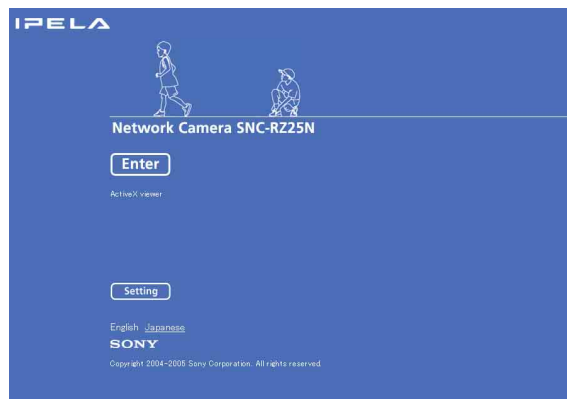 IPELA
Network Camera SNC-RZ25N
Enter
ActiveX viewer
Setting
English Japanese
SONY
Copyright 2004-2005 Sony Corporation. All rights reserved.